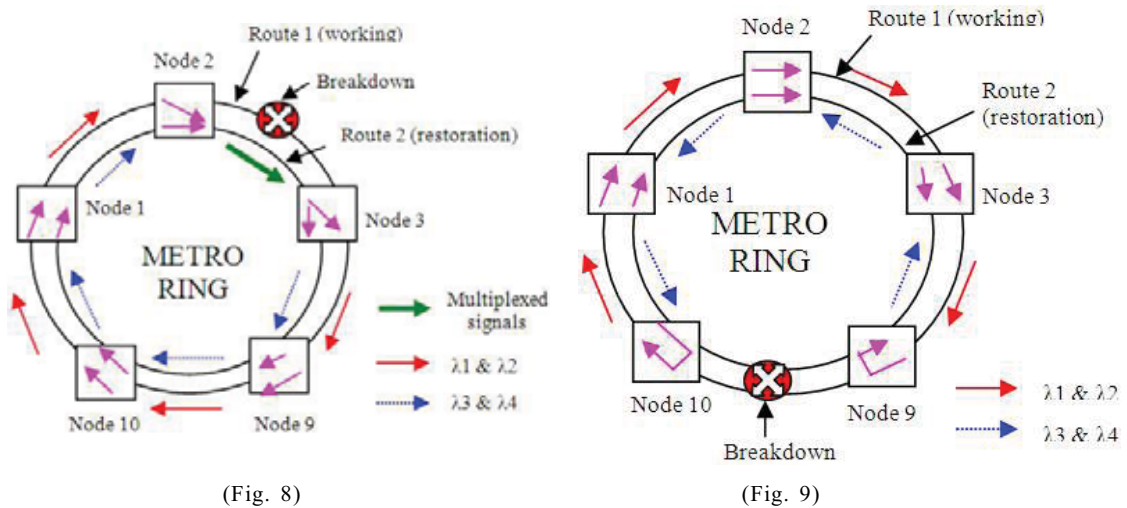 Route 1 (working)
Node 2
Breakdown
Route 2
(restoration)
Node 1
Node 3
METRO
RING
Multiplexed
signals
λ1 & λ2
λ3 & λ4
Node 10
Node 9
(Fig. 8)
Route 1 (working)
Node 2
Route 2
(restoration)
Node 1
Node 3
METRO
RING
Node 10
Node 9
λ1 & λ2
λ3 & λ4
Breakdown
(Fig. 9)